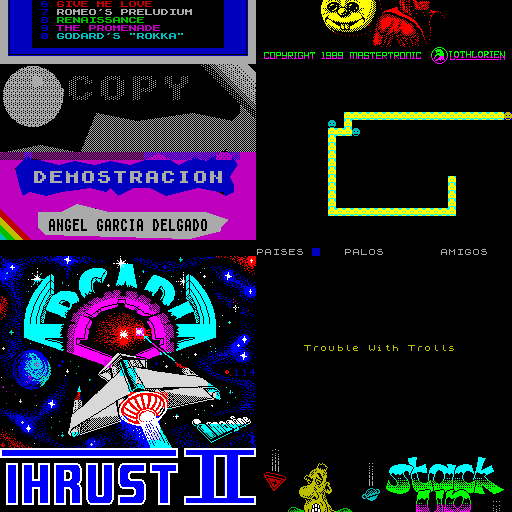 6 GIVE ME LOVE
7 ROMEO'S PRELUDIUM
8 RENAISSANCE
9 THE PROMENADE
0 GODARD'S "ROKKA"
COPYRIGHT 1989 MASTERTRONIC LOTHLORIEN
COPY
DEMOSTRACION
ANGEL GARCIA DELGADO
PAISES PALOS AMIGOS
ARCADIA
Trouble With Trolls
THRUST II